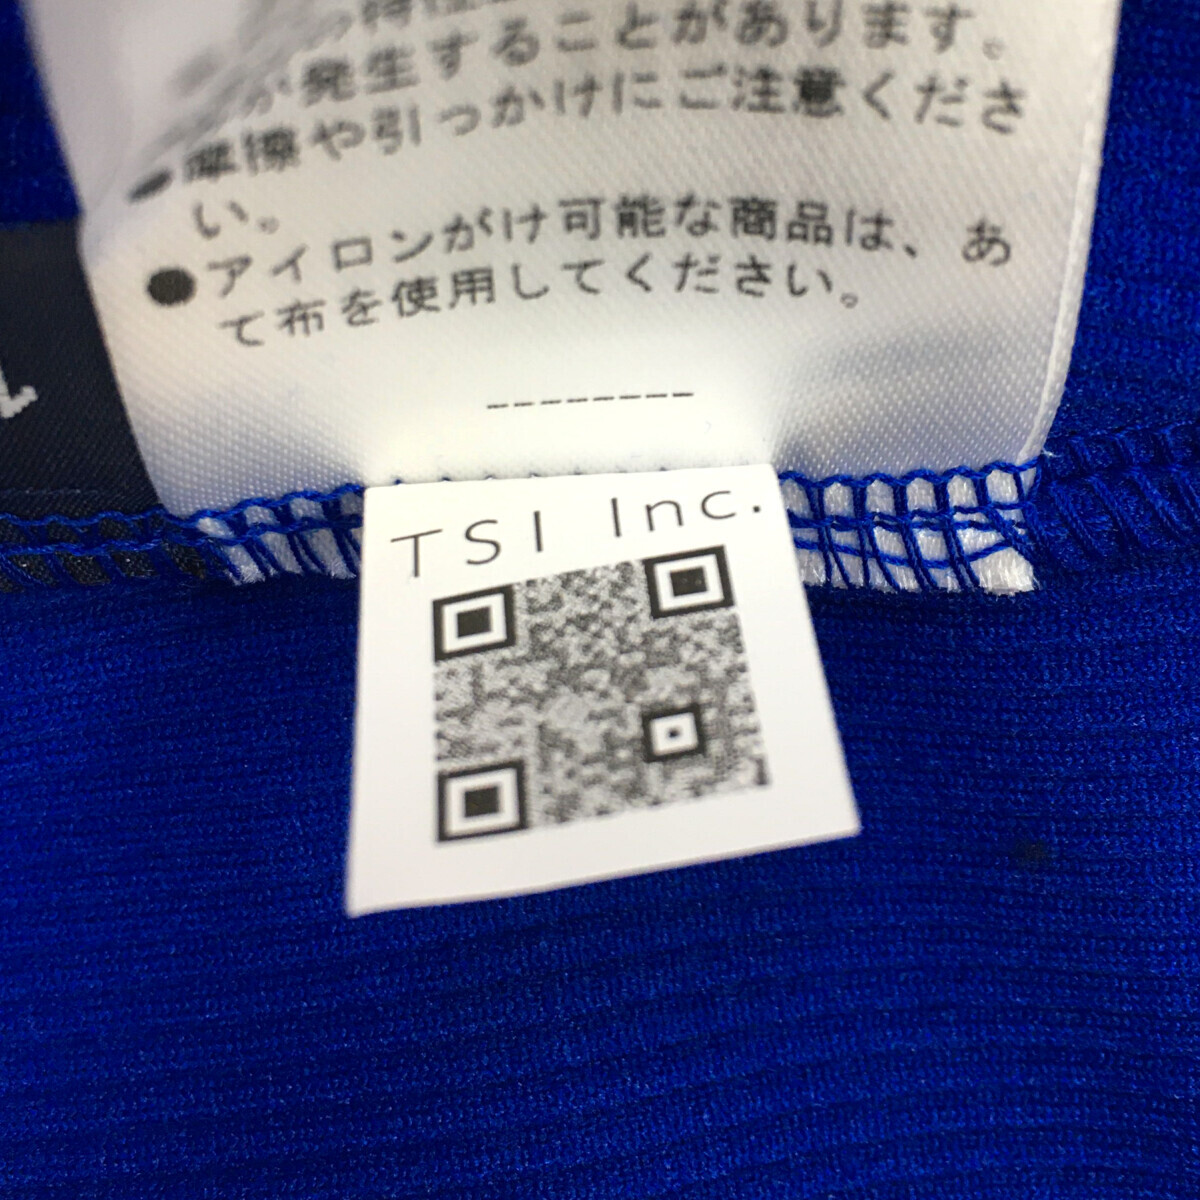 が発生することがあります。
●摩擦や引っかけにご注意くださ
い。
●アイロンがけ可能な商品は、あ
て布を使用してください。
--------
TSI Inc.
1